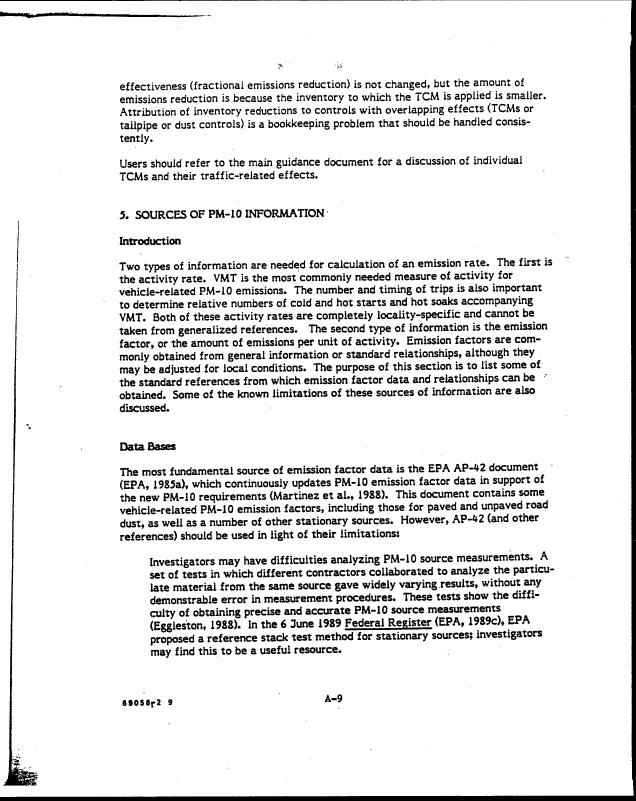 effectiveness (fractional emissions reduction) is not changed, but the amount of
emissions reduction is because the inventory to which the TCM is applied is smaller.
Attribution of inventory reductions to controls with overlapping effects (TCMs or
tailpipe or dust controls) is a bookkeeping problem that should be handled consis-
tently.
Users should refer to the main guidance document for a discussion of individual
TCMs and their traffic-related effects.
5. SOURCES OF PM-10 INFORMATION
Introduction
Two types of information are needed for calculation of an emission rate. The first is
the activity rate. VMT is the most commonly needed measure of activity for
vehicle-related PM-10 emissions. The number and timing of trips is also important
to determine relative numbers of cold and hot starts and hot soaks accompanying
VMT. Both of these activity rates are completely locality-specific and cannot be
taken from generalized references. The second type of information is the emission
factor, or the amount of emissions per unit of activity. Emission factors are com-
monly obtained from general information or standard relationships, although they
may be adjusted for local conditions. The purpose of this section is to list some of
the standard references from which emission factor data and relationships can be
obtained. Some of the known limitations of these sources of information are also
discussed.
Data Bases
The most fundamental source of emission factor data is the EPA AP-42 document
(EPA, 1985a), which continuously updates PM-10 emission factor data in support of
the new PM-10 requirements (Martinez et al., 1988). This document contains some
vehicle-related PM-10 emission factors, including those for paved and unpaved road
dust, as well as a number of other stationary sources. However, AP-42 (and other
references) should be used in light of their limitations:
Investigators may have difficulties analyzing PM-10 source measurements. A
set of tests in which different contractors collaborated to analyze the particu-
late material from the same source gave widely varying results, without any
demonstrable error in measurement procedures. These tests show the diffi-
culty of obtaining precise and accurate PM-10 source measurements
(Eggleston, 1988). In the 6 June 1989 Federal Register (EPA, 1989c), EPA
proposed a reference stack test method for stationary sources; investigators
may find this to be a useful resource.
89058r2 9
A-9